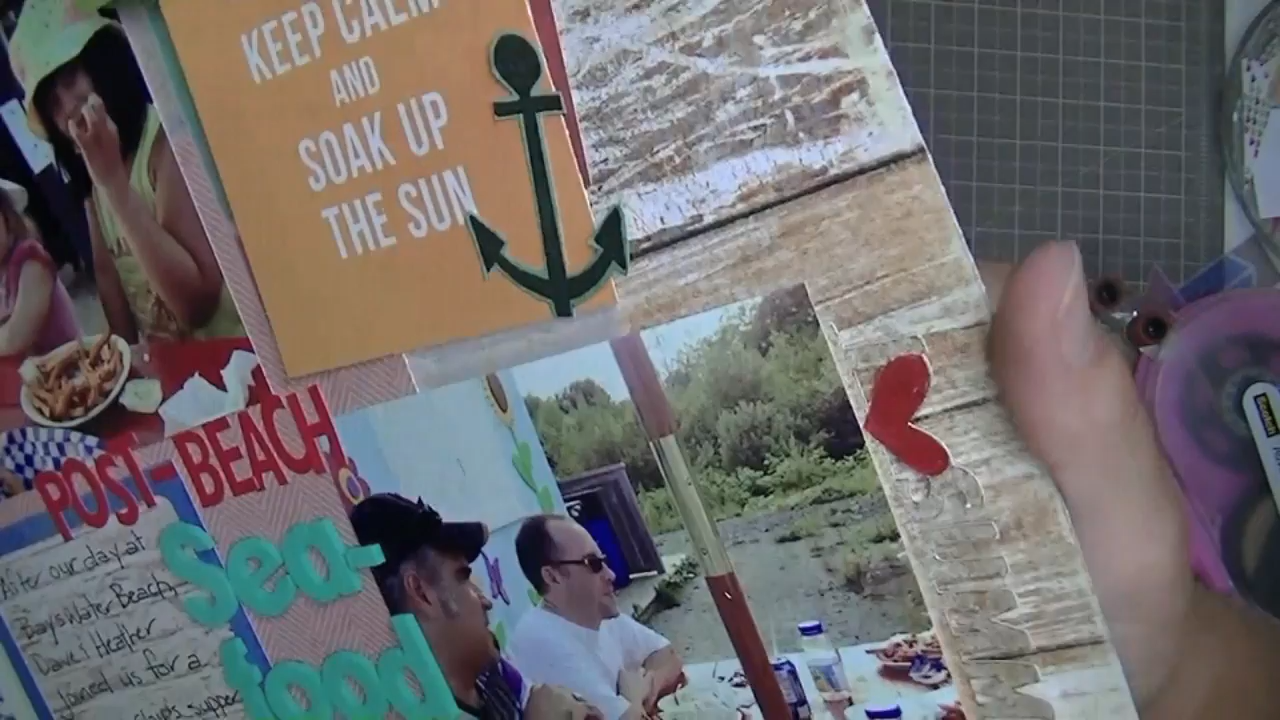 KEEP CALM
AND
SOAK UP
THE SUN
POST-BEACH
Sea-
food
After our day at
Bayswater Beach,
Dave & Heather
joined us for a
supper